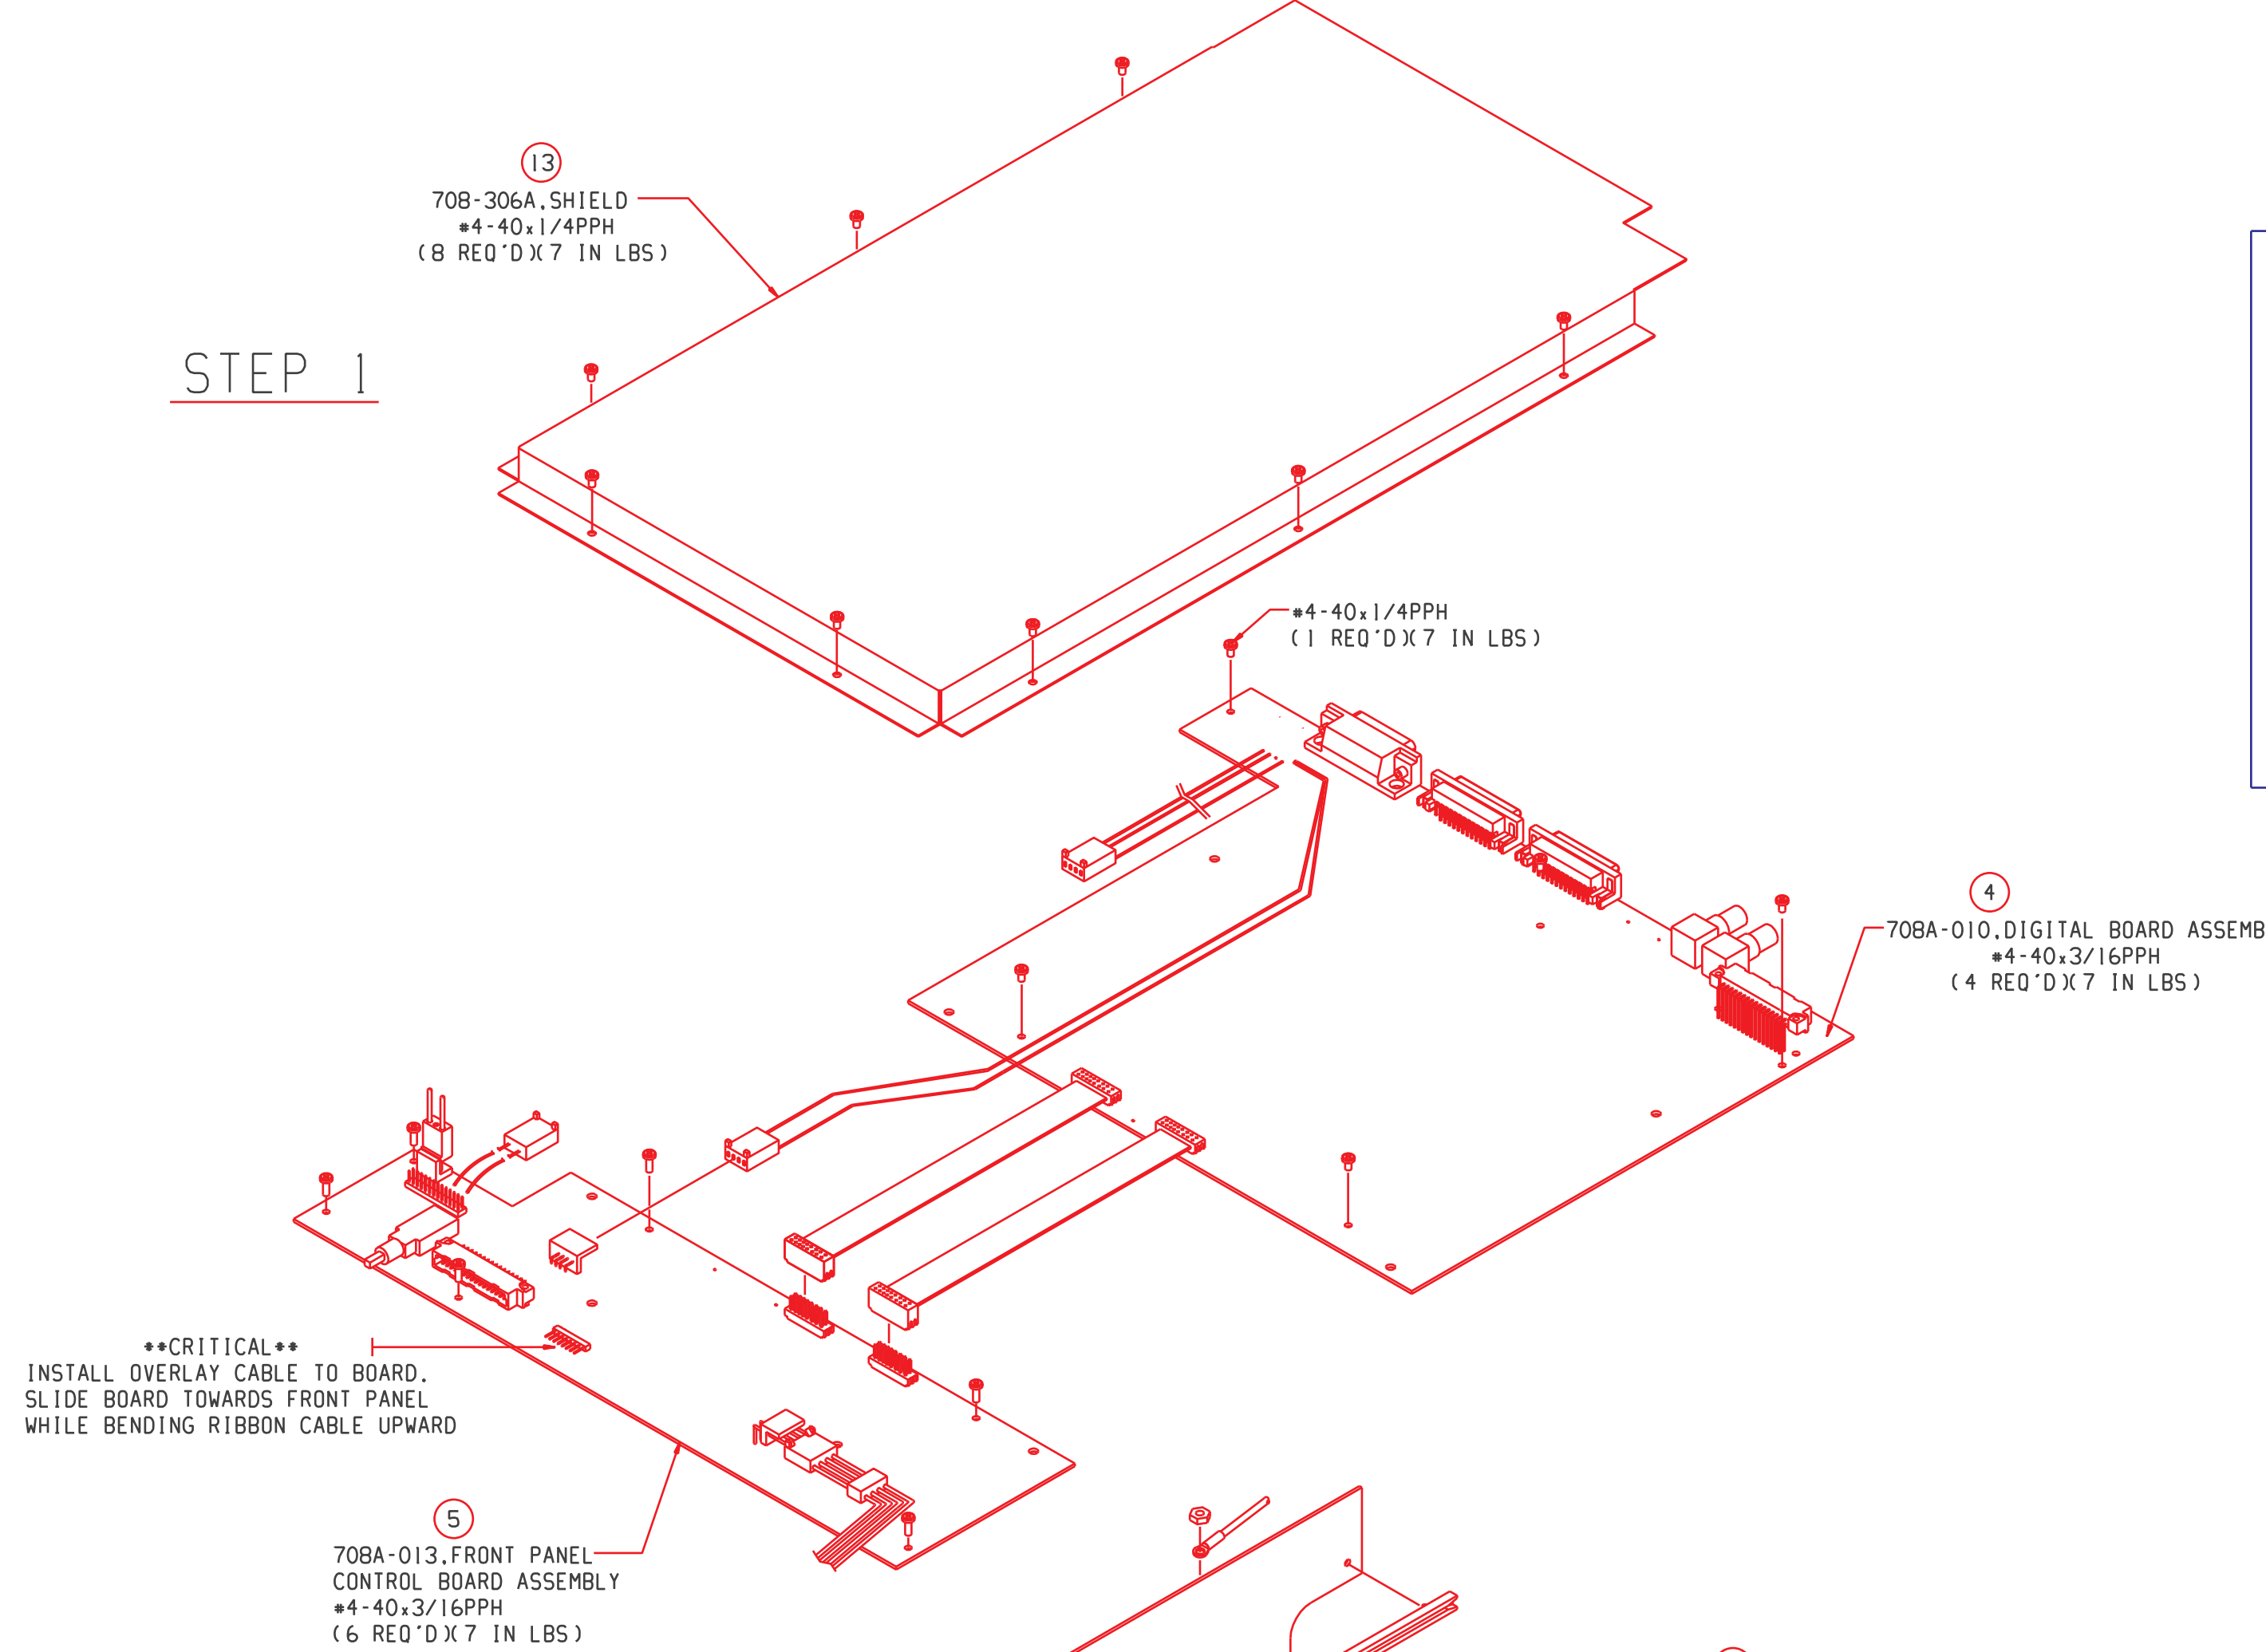 13
708-306A,SHIELD
#4-40x1/4PPH
(8 REQ'D)(7 IN LBS)
STEP 1
#4-40x1/4PPH
(1 REQ'D)(7 IN LBS)
4
708A-010,DIGITAL BOARD ASSEMB
#4-40x3/16PPH
(4 REQ'D)(7 IN LBS)
**CRITICAL**
INSTALL OVERLAY CABLE TO BOARD.
SLIDE BOARD TOWARDS FRONT PANEL
WHILE BENDING RIBBON CABLE UPWARD
5
708A-013,FRONT PANEL
CONTROL BOARD ASSEMBLY
#4-40x3/16PPH
(6 REQ'D)(7 IN LBS)